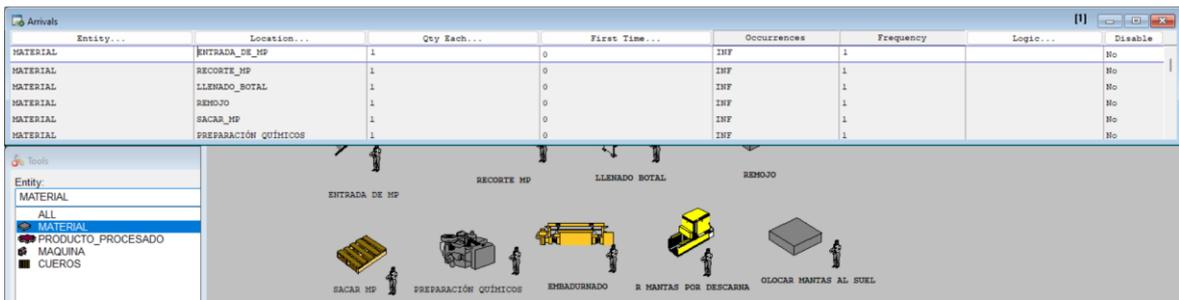 Arrivals [1]
Entity... Location... Qty Each... First Time... Occurrences Frequency Logic... Disable
MATERIAL ENTRADA_DE_MP 1 0 INF 1 No
MATERIAL RECORTE_MP 1 0 INF 1 No
MATERIAL LLENADO_BOTAL 1 0 INF 1 No
MATERIAL REMOJO 1 0 INF 1 No
MATERIAL SACAR_MP 1 0 INF 1 No
MATERIAL PREPARACIÓN QUÍMICOS 1 0 INF 1 No
Tools
Entity:
MATERIAL
ALL
MATERIAL
PRODUCTO_PROCESADO
MAQUINA
CUEROS
ENTRADA DE MP
RECORTE MP
LLENADO BOTAL
REMOJO
SACAR MP
PREPARACIÓN QUÍMICOS
EMBADURNADO
R MANTAS POR DESCARNA
OLOCAR MANTAS AL SUEL